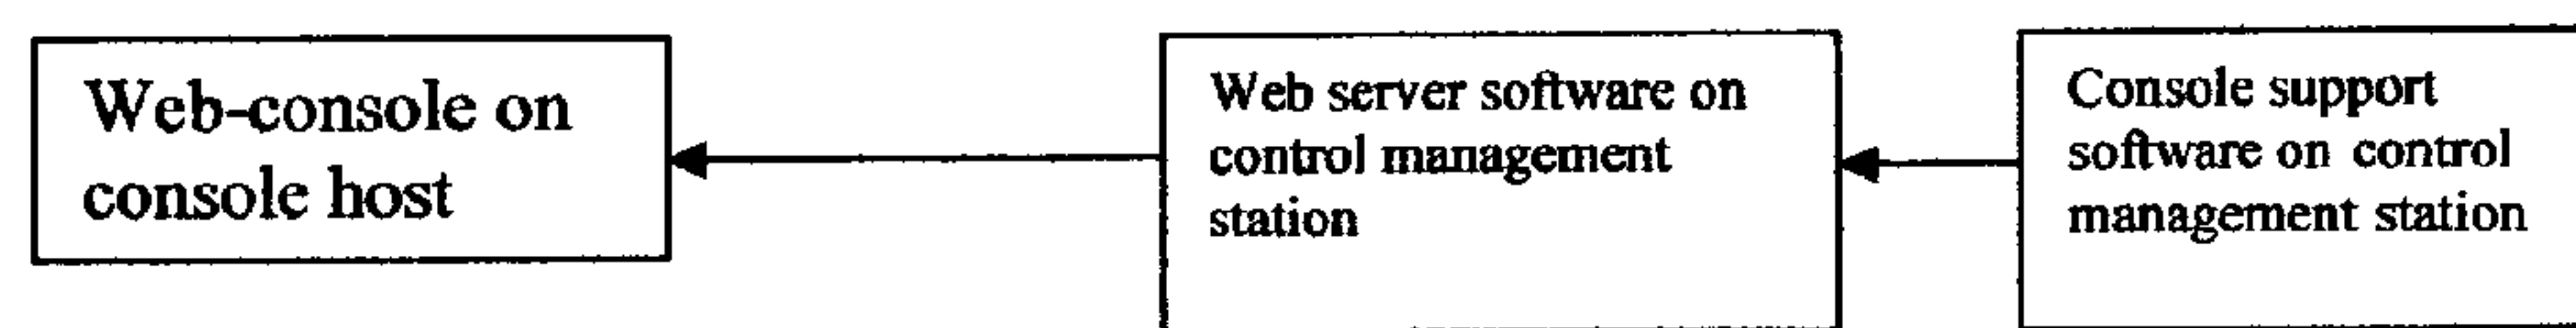 Web-console on
console host
Web server software on
control management
station
Console support
software on control
management station